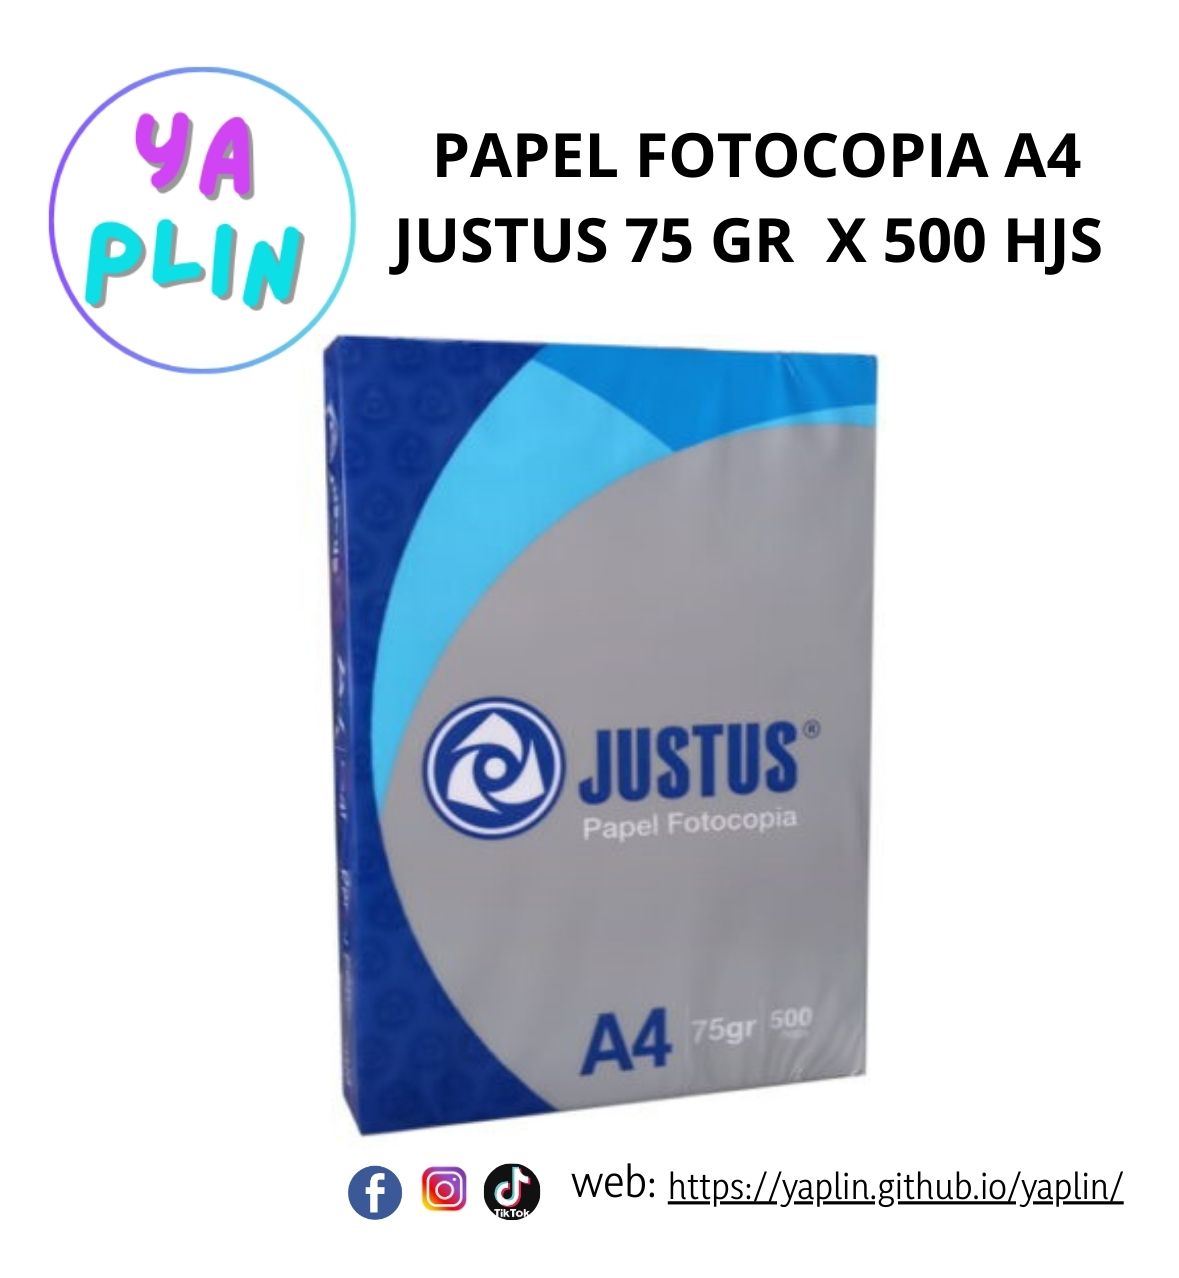 YA
PLIN
PAPEL FOTOCOPIA A4
JUSTUS 75 GR X 500 HJS
JUSTUS®
Papel Fotocopia
A4 75gr 500
TikTok
web: https://yaplin.github.io/yaplin/